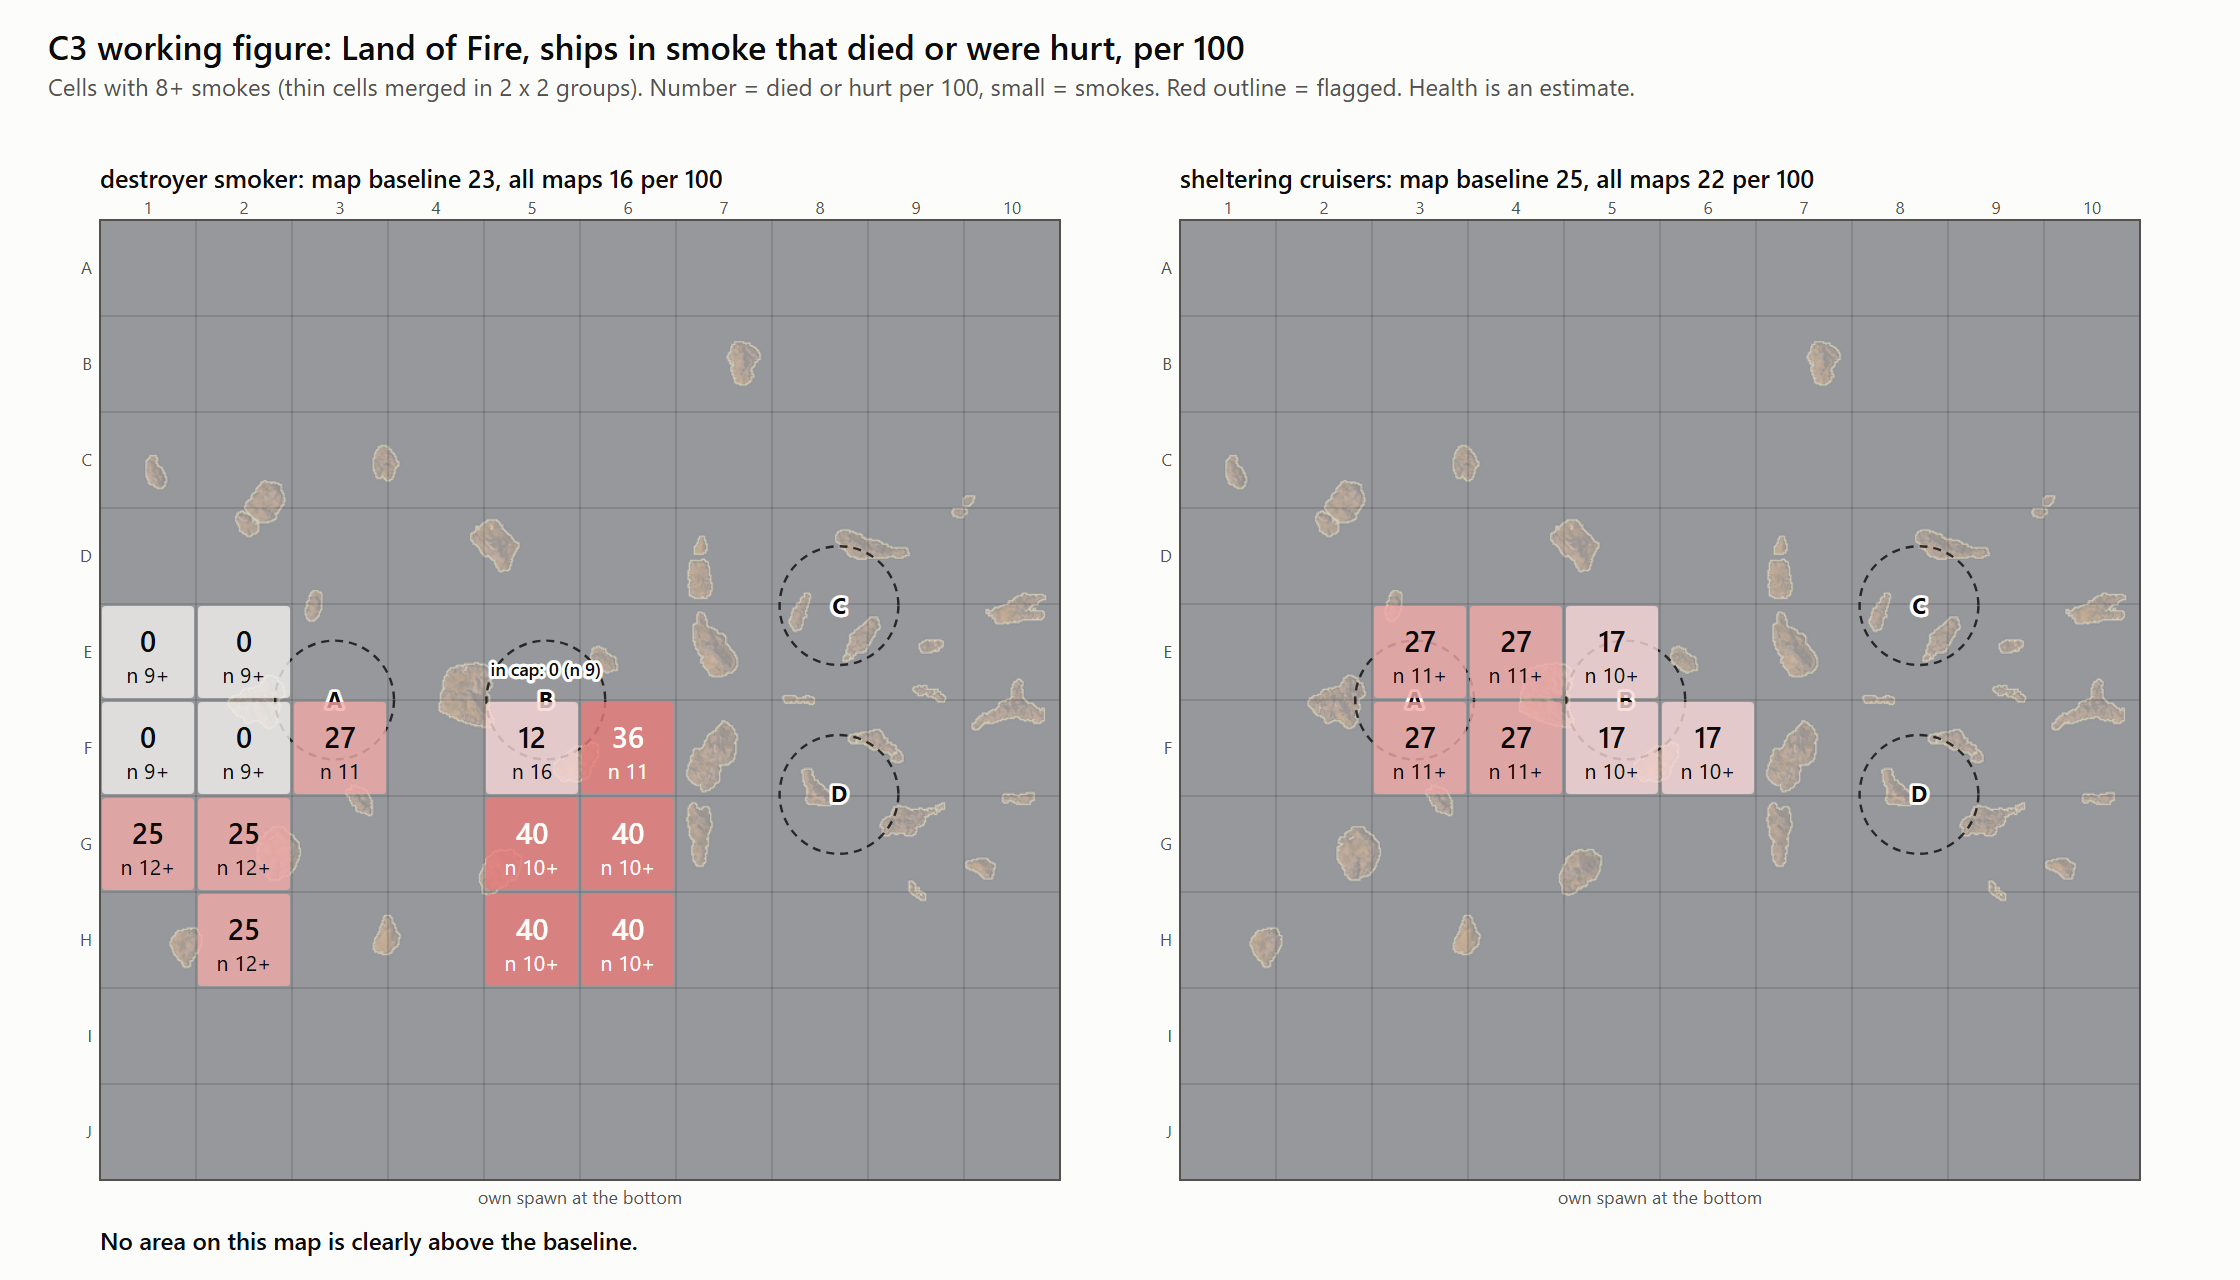 C3 working figure: Land of Fire, ships in smoke that died or were hurt, per 100
Cells with 8+ smokes (thin cells merged in 2 x 2 groups). Number = died or hurt per 100, small = smokes. Red outline = flagged. Health is an estimate.
destroyer smoker: map baseline 23, all maps 16 per 100
1 2 3 4 5 6 7 8 9 10
A
B
C
D
C
E
0 0
n 9+ n 9+
in cap: 0 (n 9)
A B
F
0 0 27 12 36
n 9+ n 9+ n 11 n 16 n 11
D
G
25 25 40 40
n 12+ n 12+ n 10+ n 10+
H
25 40 40
n 12+ n 10+ n 10+
I
J
own spawn at the bottom
sheltering cruisers: map baseline 25, all maps 22 per 100
1 2 3 4 5 6 7 8 9 10
A
B
C
D
C
E
27 27 17
n 11+ n 11+ n 10+
A B
F
27 27 17 17
n 11+ n 11+ n 10+ n 10+
D
G
H
I
J
own spawn at the bottom
No area on this map is clearly above the baseline.